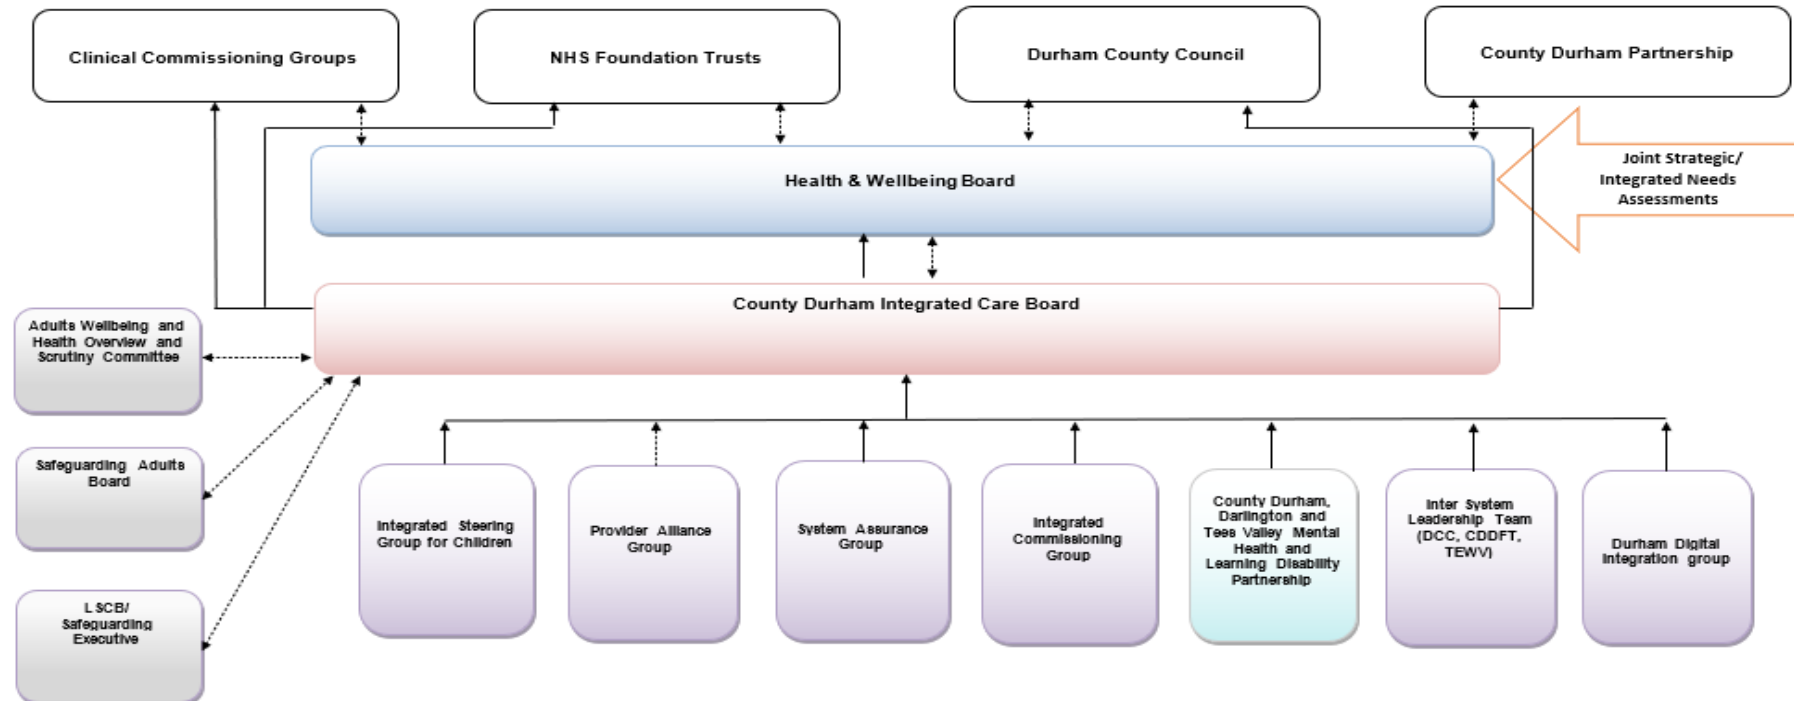 Clinical Commissioning Groups
NHS Foundation Trusts
Durham County Council
County Durham Partnership
Joint Strategic/
Integrated Needs
Assessments
Health & Wellbeing Board
County Durham Integrated Care Board
Adults Wellbeing and
Health Overview and
Scrutiny Committee
Safeguarding Adults
Board
LSCB/
Safeguarding
Executive
Integrated Steering
Group for Children
Provider Alliance
Group
System Assurance
Group
Integrated
Commissioning
Group
County Durham,
Darlington and
Tees Valley Mental
Health and
Learning Disability
Partnership
Inter System
Leadership Team
(DCC, CDDFT,
TEWV)
Durham Digital
Integration group